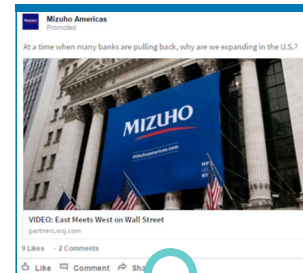 Mizuho Americas
Promoted
At a time when many banks are pulling back, why are we expanding in the U.S.?
MIZUHO
mizuhoamericas.com
VIDEO: East Meets West on Wall Street
partners.wsj.com
9 Likes · 2 Comments
Like Comment